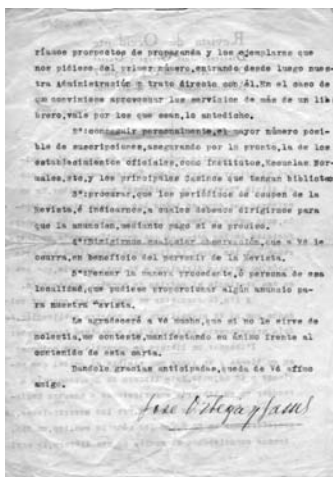 ríamos prospectos de propaganda y los ejemplares que
nos pidiese del primer número, entrando desde luego nues-
tra Administración a trato directo con él. En el caso de
que conviniese aprovechar los servicios de más de un li-
brero, vale por los que sean, lo antedicho.
2º: conseguir personalmente, el mayor número posi-
ble de suscripciones, asegurando por lo pronto, la de los
establecimientos oficiales, como Institutos, Escuelas Nor-
males, etc, y los principales Casinos que tengan bibliotec
3º: procurar, que los periódicos se ocupen de la
Revista, é indicarnos, a cuales debemos dirigirnos para
que la anuncien, mediante pago si es preciso.
4º: Dirigirnos cualquier observación, que a Vd le
ocurra, en beneficio del porvenir de la Revista.
5º: Pensar la manera procedente, ó persona de esa
localidad, que pudiese proporcionar algún anuncio pa-
ra nuestra Revista.
Le agradeceré a Vd mucho, que si no le sirve de
molestia, me conteste, manifestando su ánimo frente al
contenido de esta carta.
Dandole gracias anticipadas, queda de Vd affmo
amigo.
José Ortega y Gasset